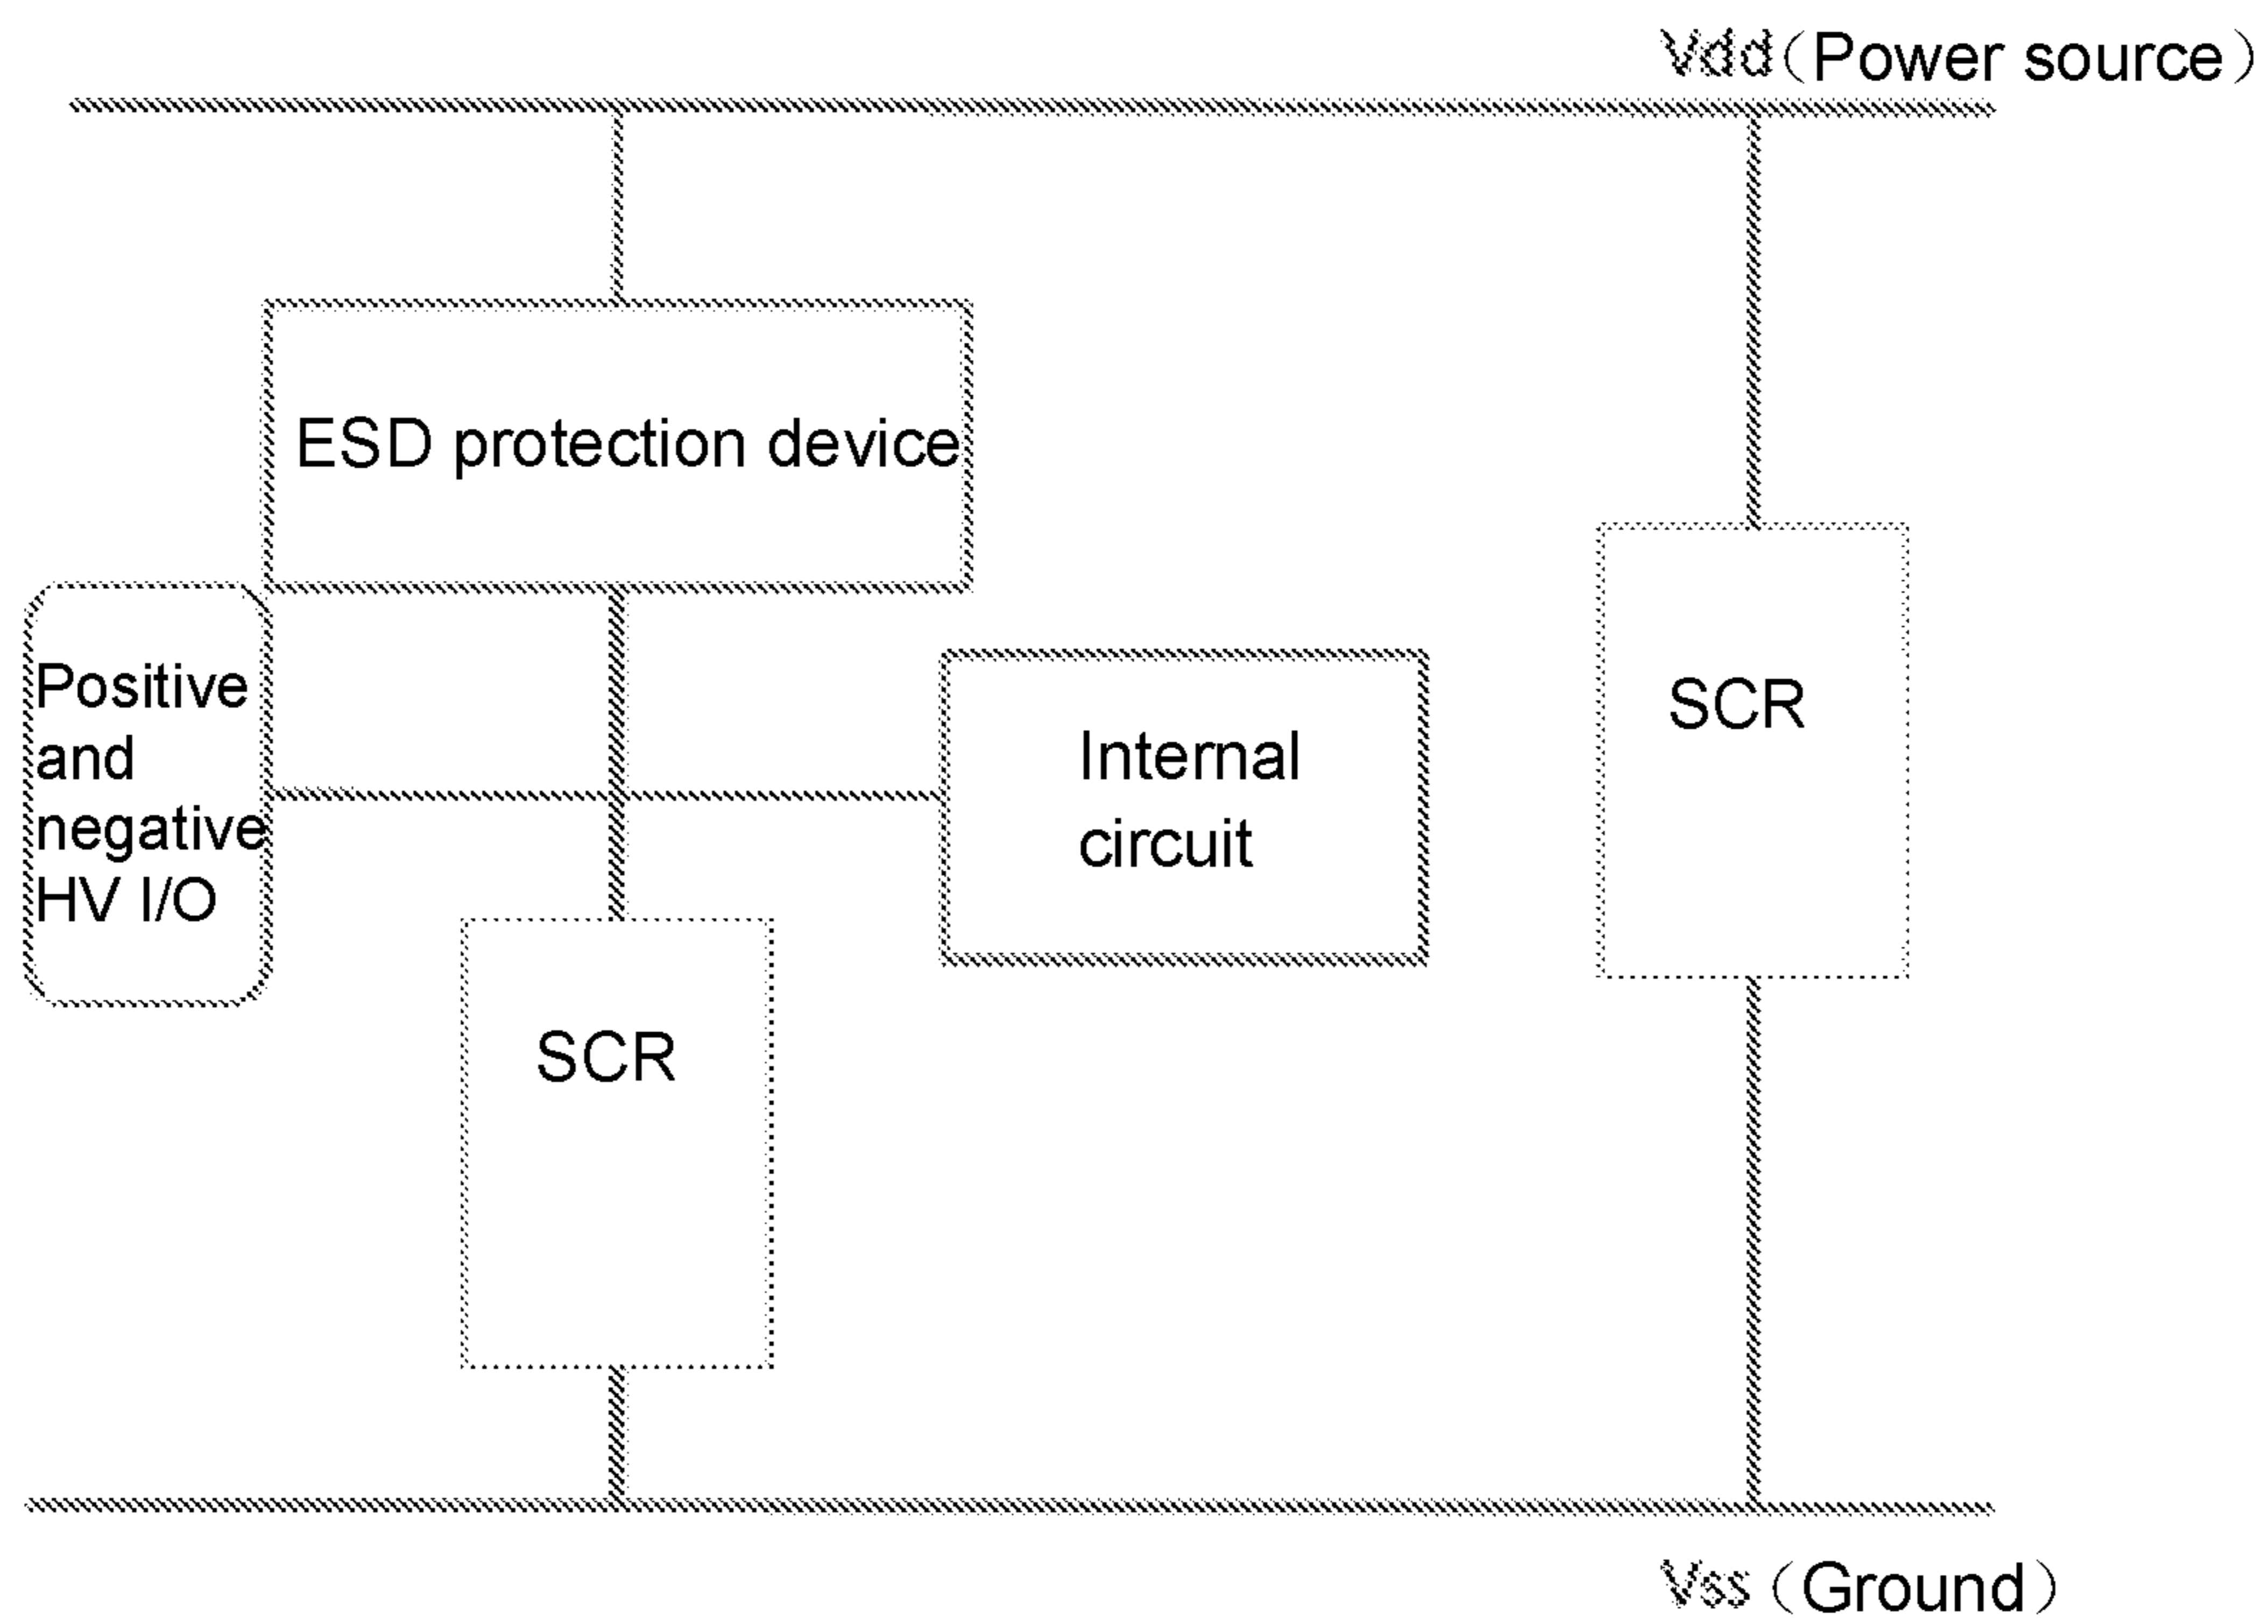 Vdd（Power source）
ESD protection device
Positive
and
negative
HV I/O
Internal
circuit
SCR
SCR
Vss（Ground）